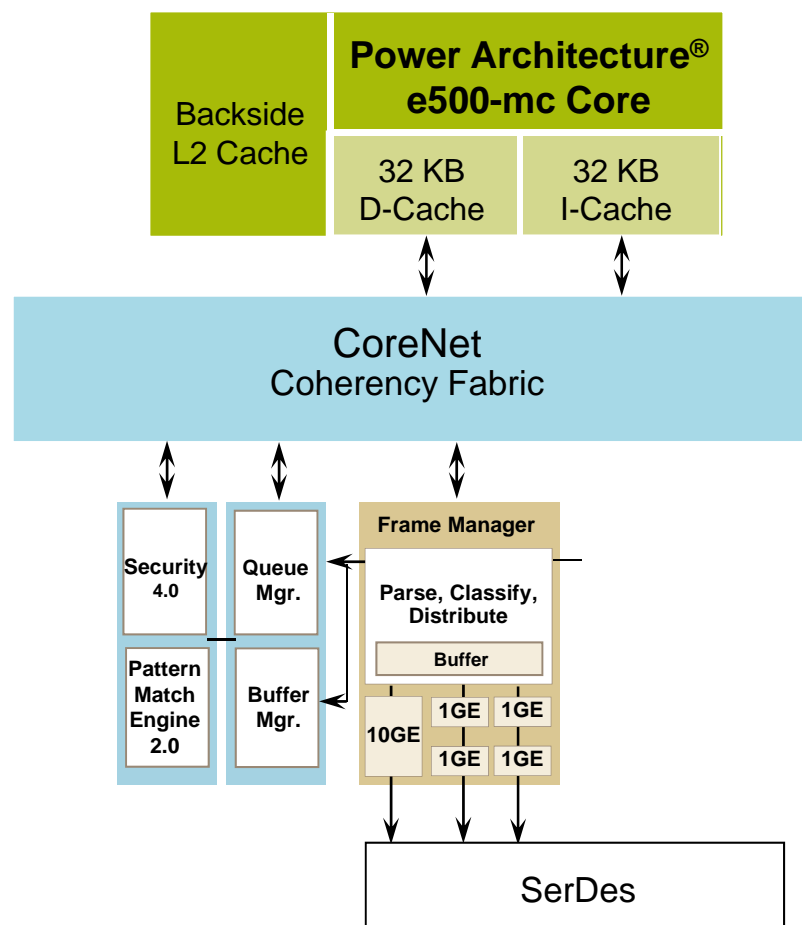 Power Architecture®
e500-mc Core
Backside
L2 Cache
32 KB
D-Cache
32 KB
I-Cache
CoreNet
Coherency Fabric
Security
4.0
Pattern
Match
Engine
2.0
Queue
Mgr.
Buffer
Mgr.
Frame Manager
Parse, Classify,
Distribute
Buffer
10GE
1GE
1GE
1GE
1GE
SerDes